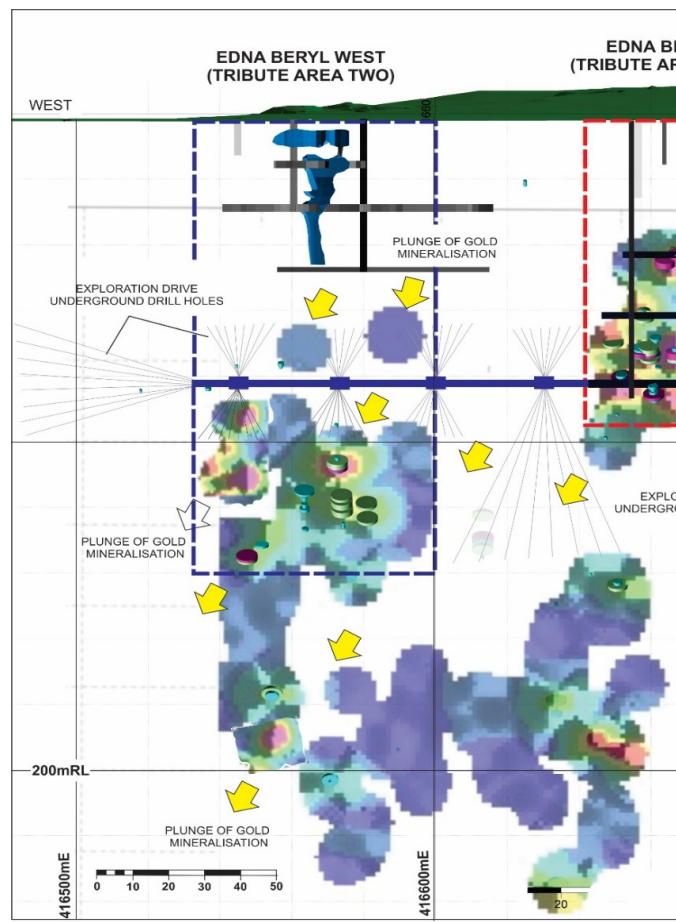 EDNA BERYL WEST
(TRIBUTE AREA TWO)
EDNA BE
(TRIBUTE AR
WEST
660
PLUNGE OF GOLD
MINERALISATION
EXPLORATION DRIVE
UNDERGROUND DRILL HOLES
EXPLO
UNDERGRO
PLUNGE OF GOLD
MINERALISATION
200mRL
PLUNGE OF GOLD
MINERALISATION
0 10 20 30 40 50
20
416500mE
416600mE